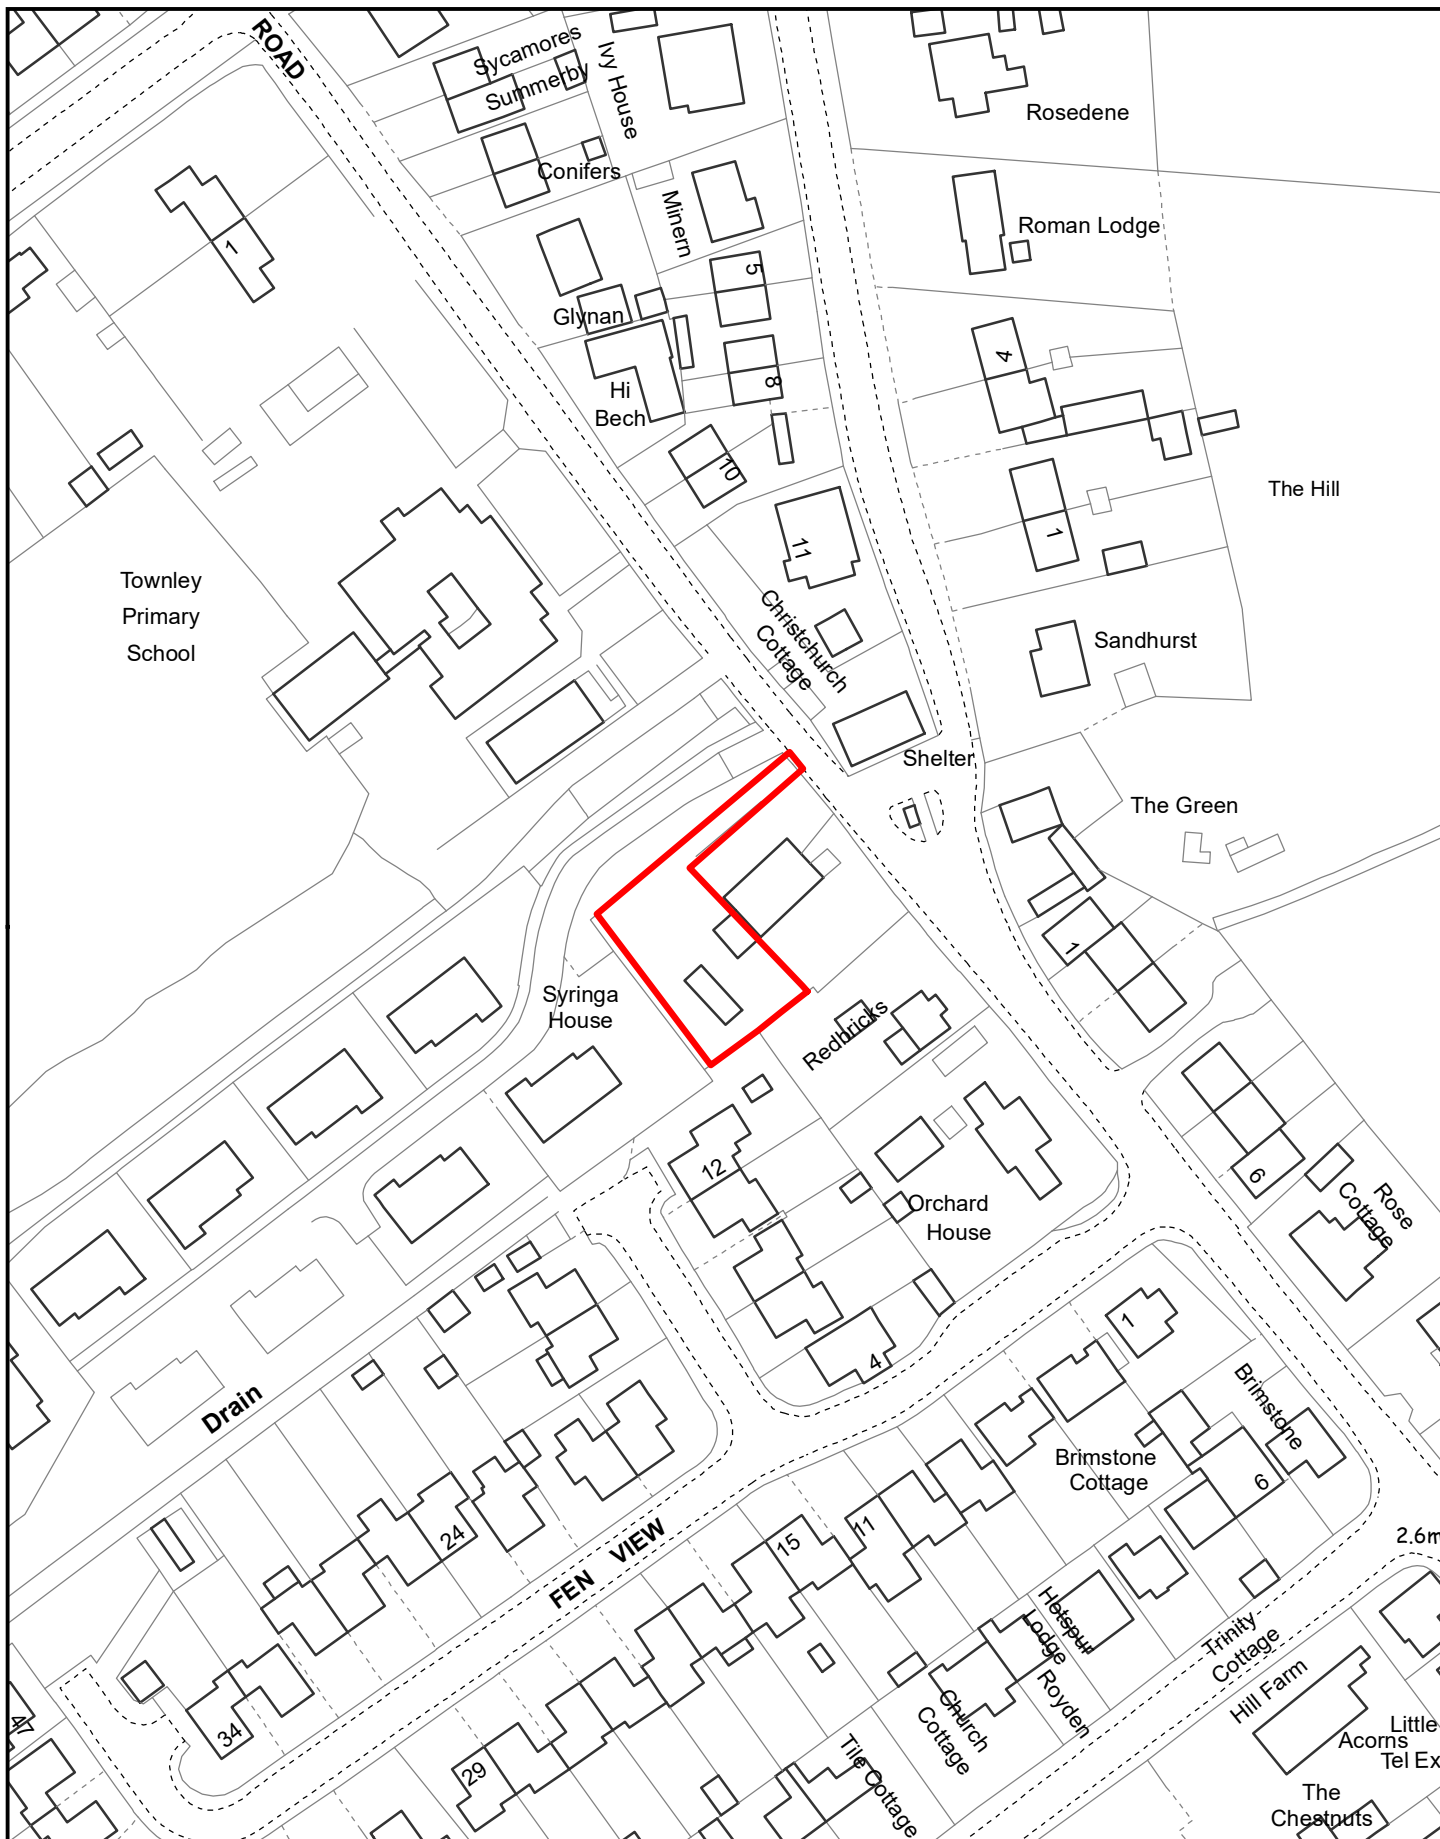 ROAD
Sycamores
Summerby
Ivy House
Conifers
Minern
Rosedene
Roman Lodge
1
5
Glynan
Hi
Bech
8
4
10
The Hill
11
1
Townley
Primary
School
Christchurch
Cottage
Sandhurst
Shelter
The Green
1
Syringa
House
Redbricks
12
Orchard
House
6
Rose
Cottage
1
4
Drain
Brimstone
Brimstone
Cottage
6
24
VIEW
FEN
15
11
2.6m
Hotspur
Lodge
Royden
Trinity
Cottage
Hill Farm
47
34
29
Church
Cottage
Tile Cottage
Little
Acorns
Tel Ex
The
Chestnuts